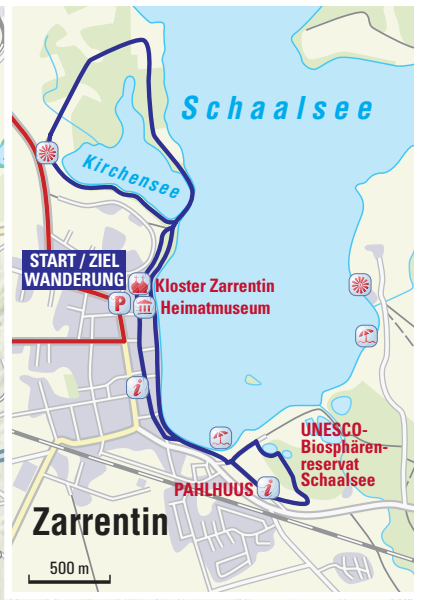 Schaalsee
Kirchensee
START / ZIEL
WANDERUNG
Kloster Zarrentin
P
Heimatmuseum
i
UNESCO-
Biosphären-
reservat
Schaalsee
PAHLHUUS
i
Zarrentin
500 m